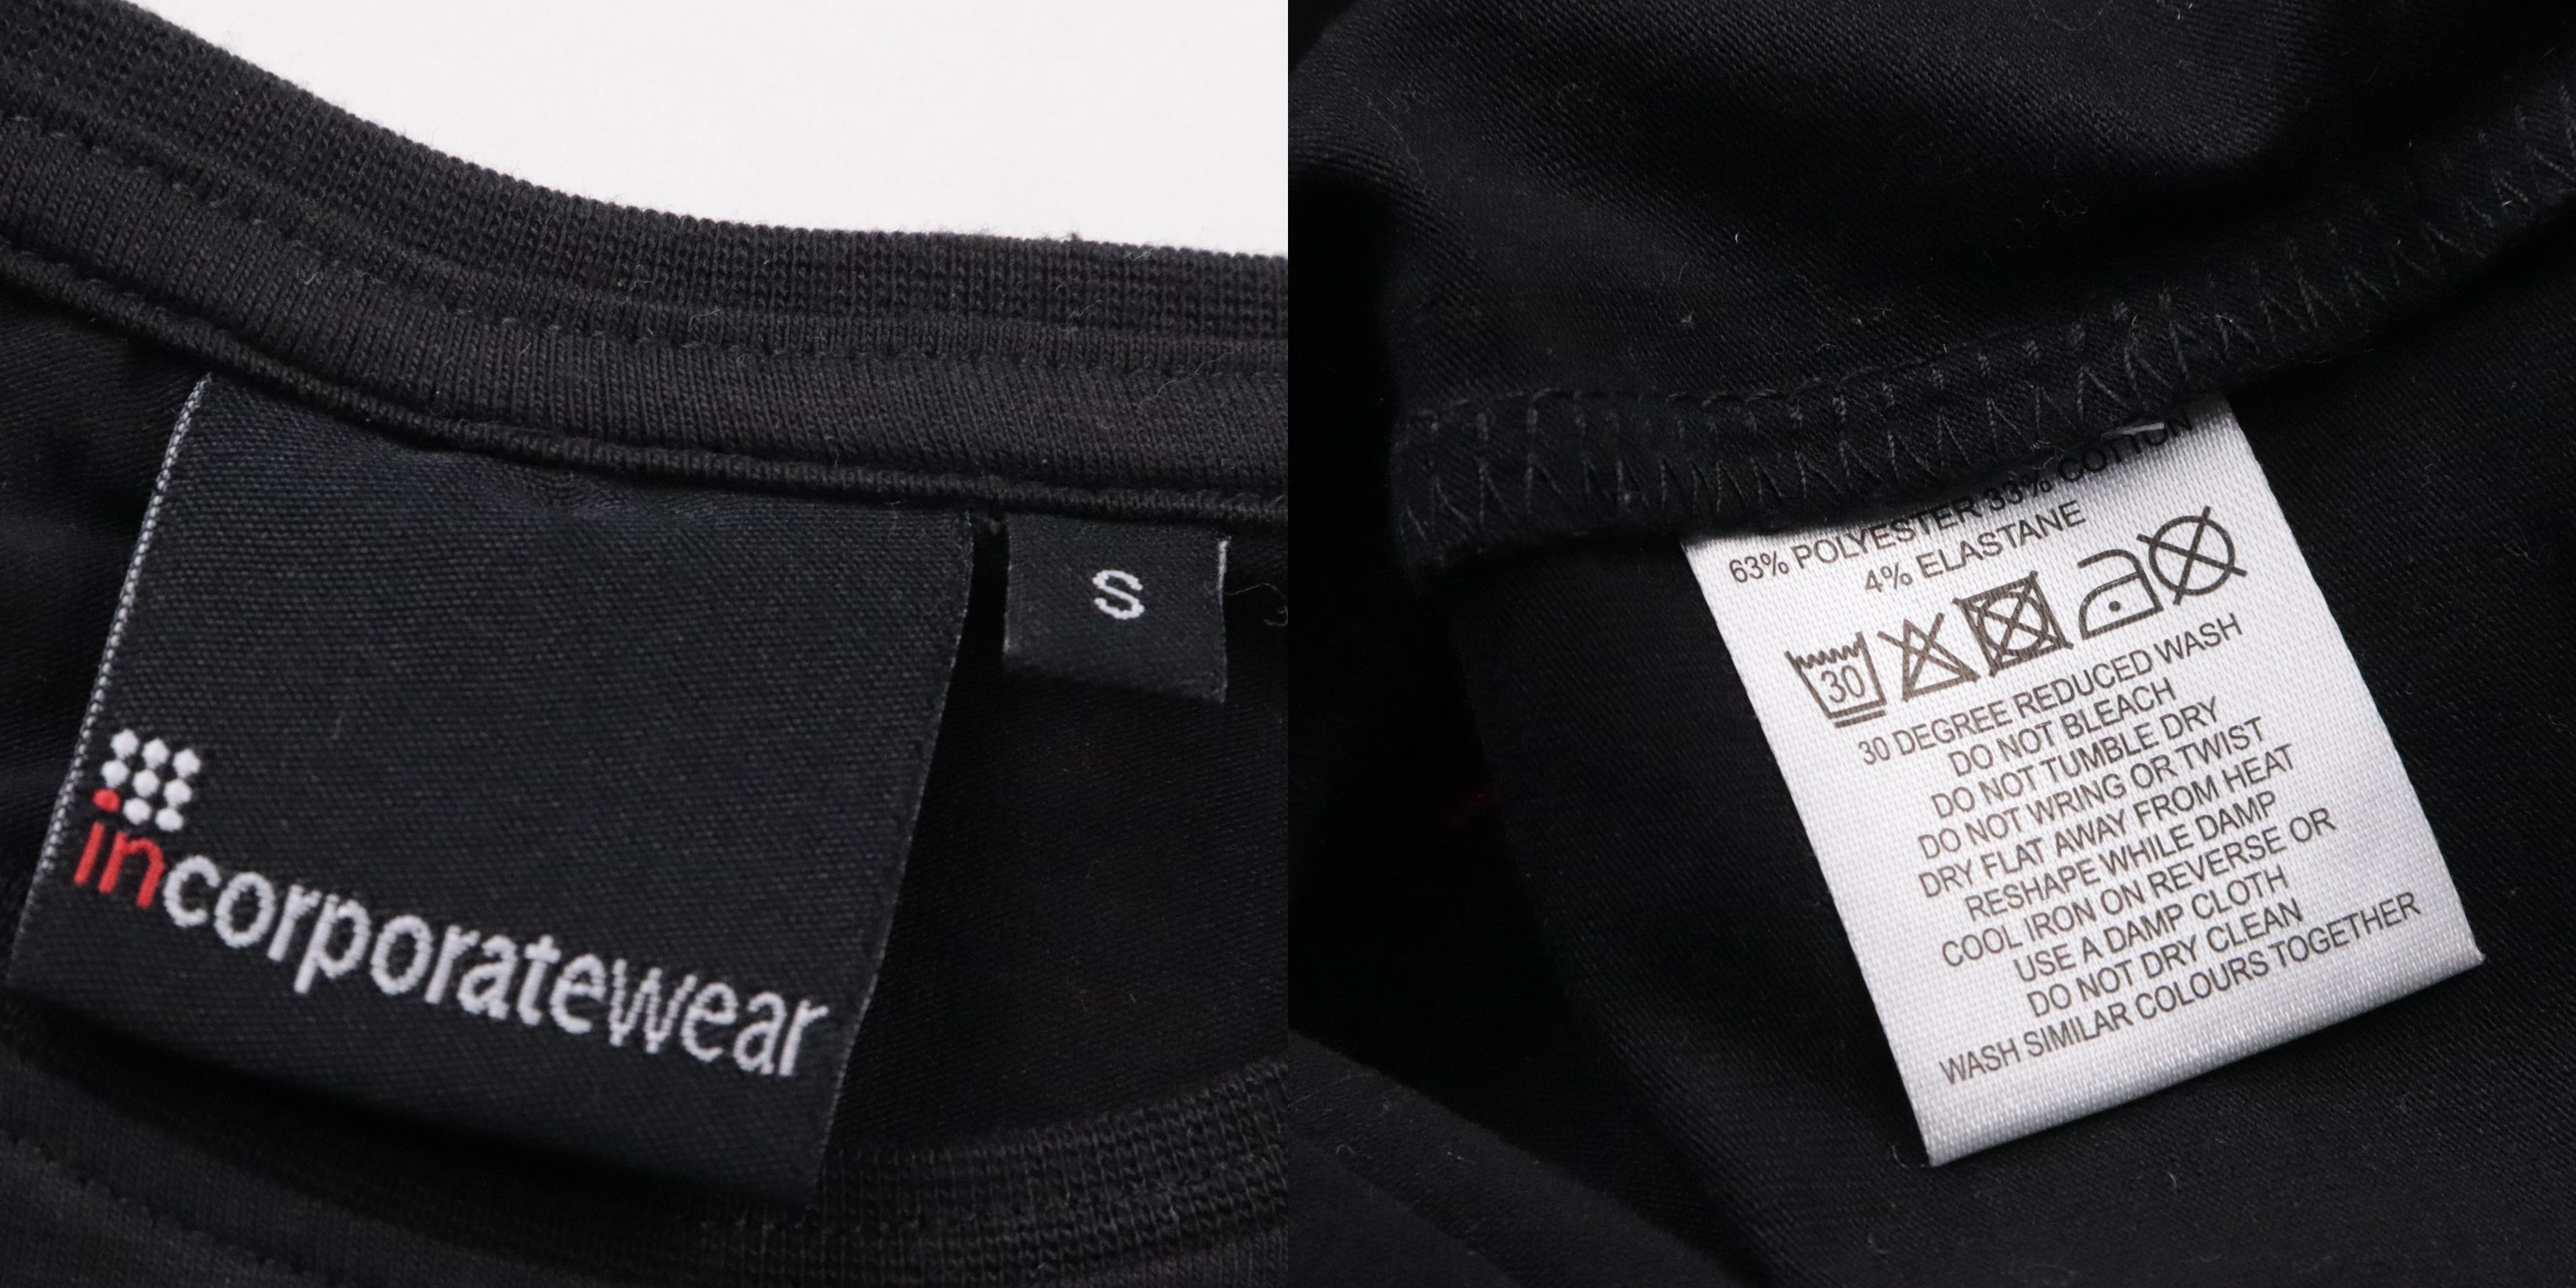 incorporatewear
S
63% POLYESTER 33% COTTON
4% ELASTANE
30
30 DEGREE REDUCED WASH
DO NOT BLEACH
DO NOT TUMBLE DRY
DO NOT WRING OR TWIST
DRY FLAT AWAY FROM HEAT
RESHAPE WHILE DAMP
COOL IRON ON REVERSE OR
USE A DAMP CLOTH
DO NOT DRY CLEAN
WASH SIMILAR COLOURS TOGETHER